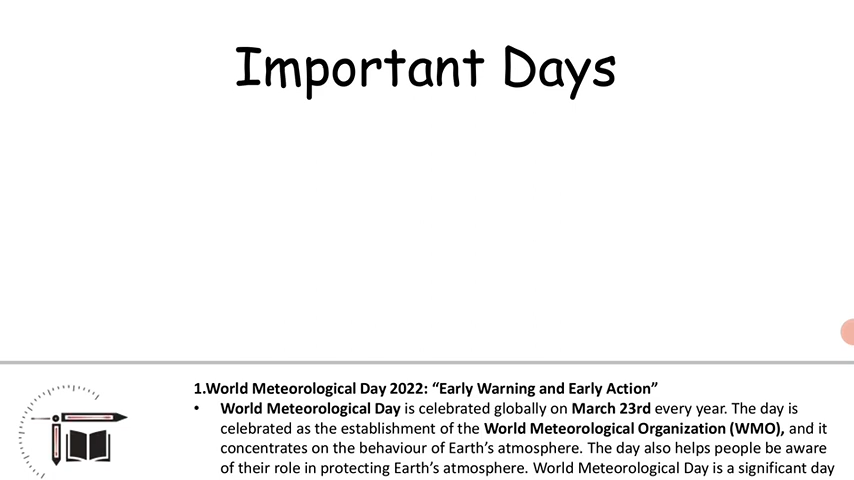 Important Days
1.World Meteorological Day 2022: “Early Warning and Early Action”
• World Meteorological Day is celebrated globally on March 23rd every year. The day is
celebrated as the establishment of the World Meteorological Organization (WMO), and it
concentrates on the behaviour of Earth’s atmosphere. The day also helps people be aware
of their role in protecting Earth’s atmosphere. World Meteorological Day is a significant day